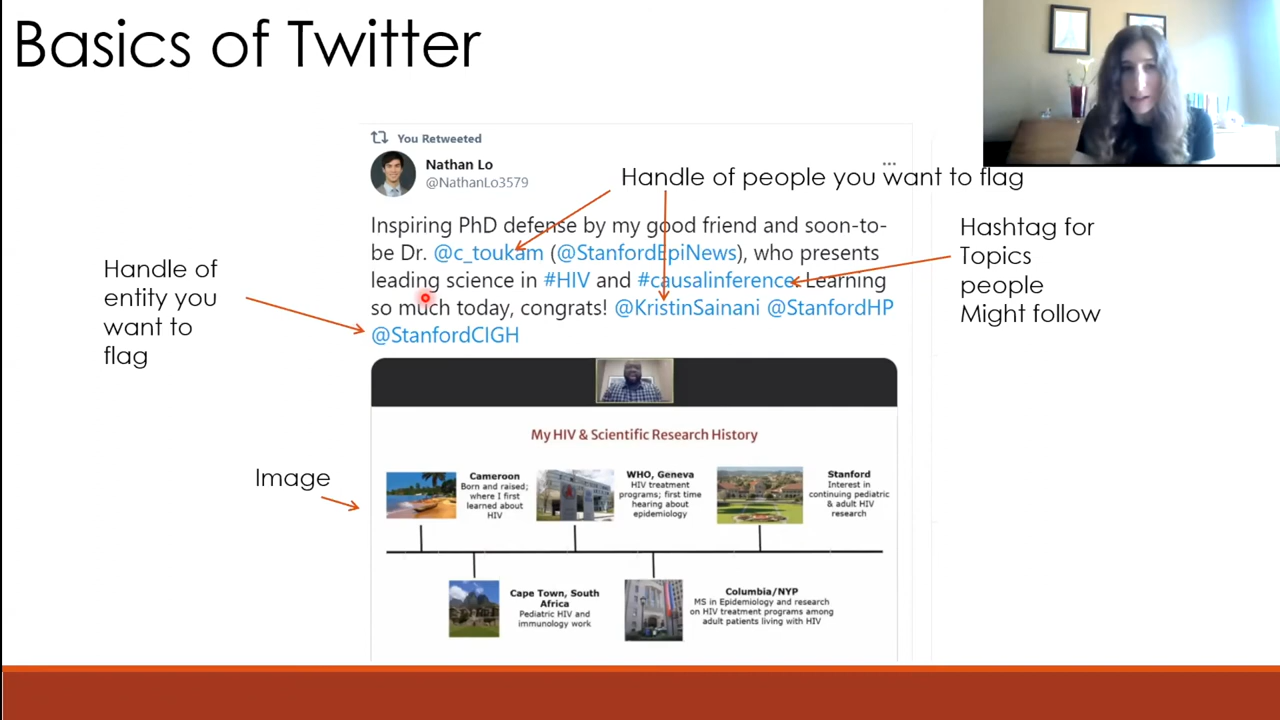 Basics of Twitter
You Retweeted
Nathan Lo
@NathanLo3579
...
Handle of people you want to flag
Inspiring PhD defense by my good friend and soon-to-
be Dr. @c_toukam (@StanfordEpiNews), who presents
leading science in #HIV and #causalinference. Learning
so much today, congrats! @KristinSainani @StanfordHP
@StanfordCIGH
Hashtag for
Topics
people
Might follow
Handle of
entity you
want to
flag
Image
My HIV & Scientific Research History
Cameroon
Born and raised;
where I first
learned about
HIV
WHO, Geneva
HIV treatment
programs; first time
hearing about
epidemiology
Stanford
Interest in
continuing pediatric
& adult HIV
research
Cape Town, South
Africa
Pediatric HIV and
immunology work
Columbia/NYP
MS in Epidemiology and research
on HIV treatment programs among
adult patients living with HIV